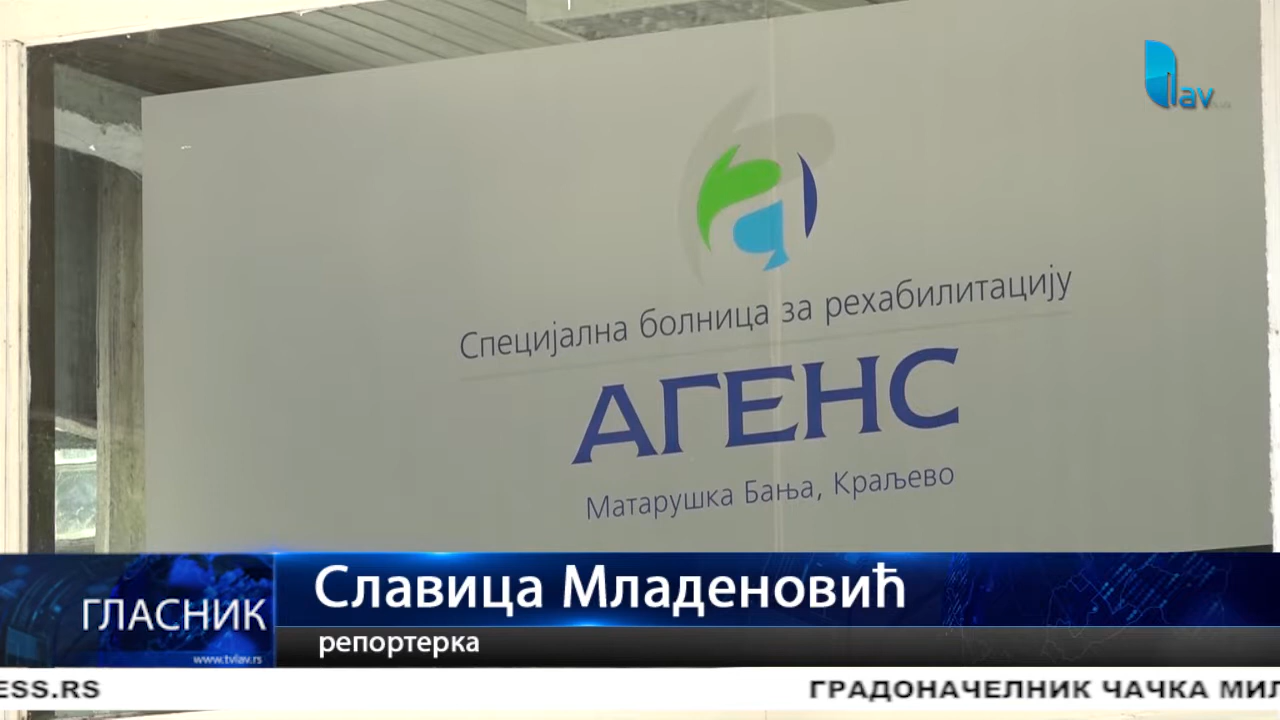 lav
Специјална болница за рехабилитацију
АГЕНС
Матарушка Бања, Краљево
Славица Младеновић
ГЛАСНИК
репортерка
www.tvlav.rs
ESS.RS
ГРАДОНАЧЕЛНИК ЧАЧКА МИЛ